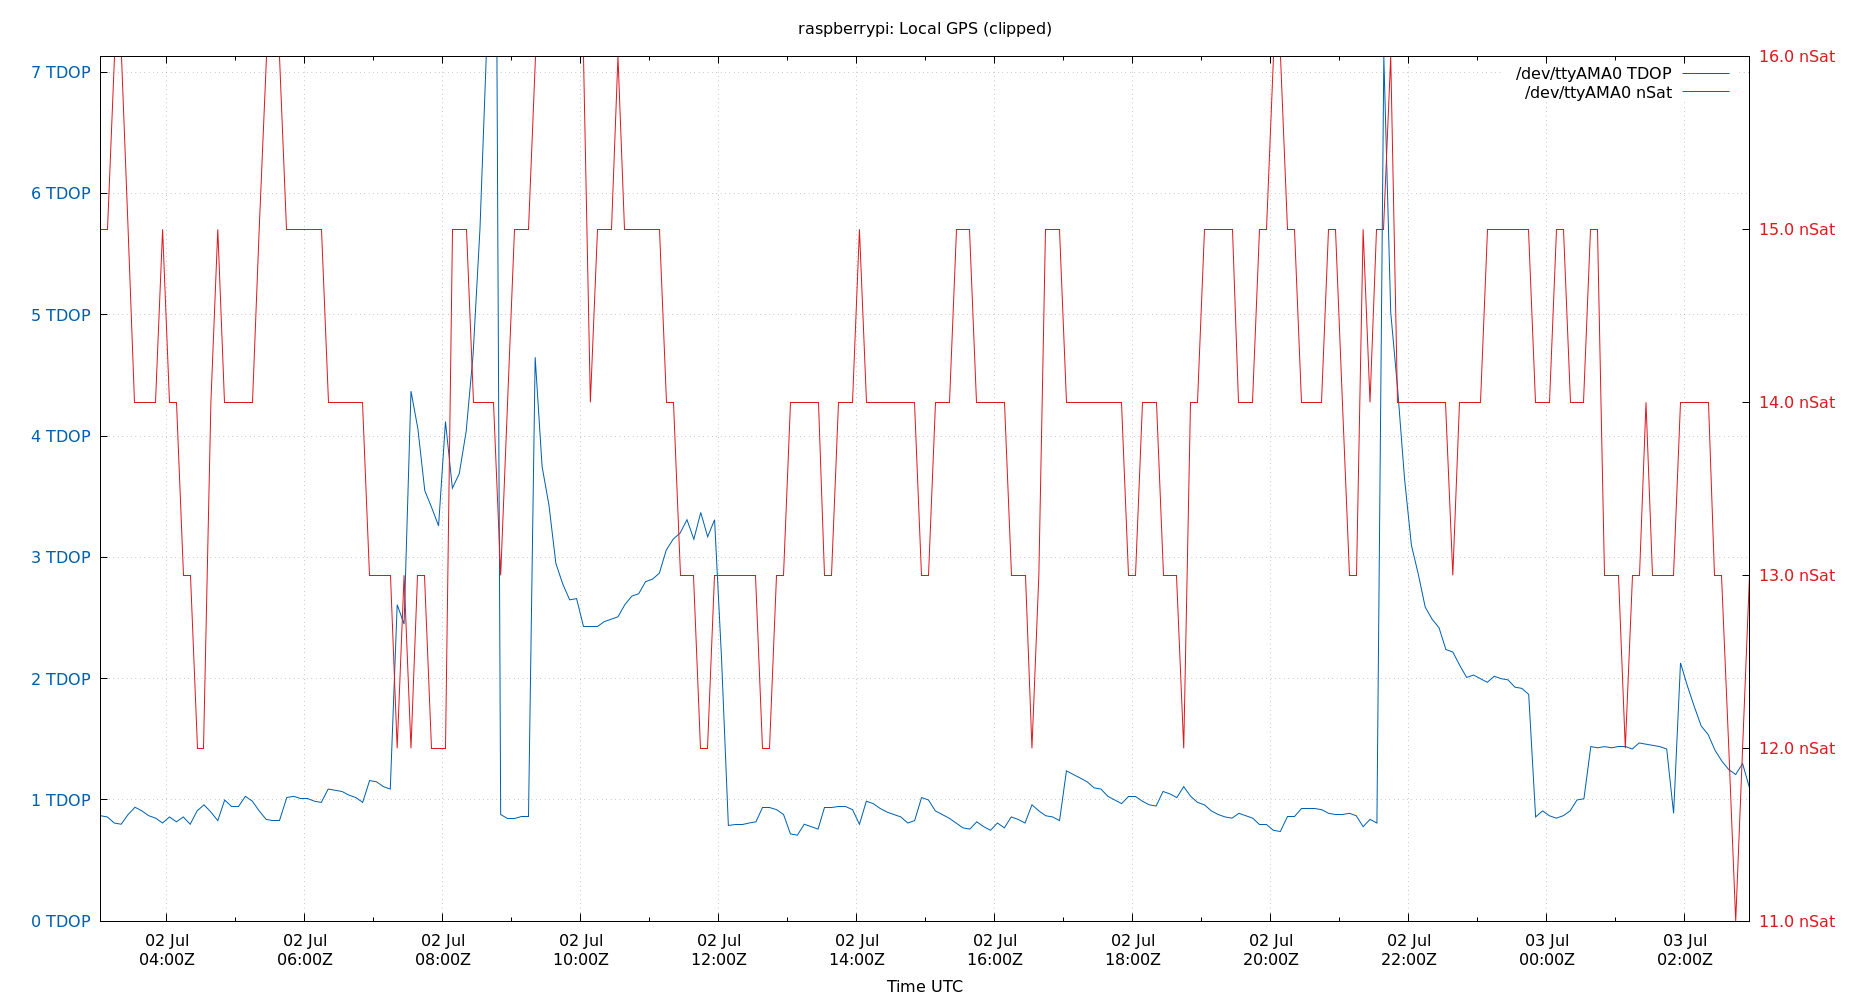 raspberrypi: Local GPS (clipped)
7 TDOP
6 TDOP
5 TDOP
4 TDOP
3 TDOP
2 TDOP
1 TDOP
0 TDOP
/dev/ttyAMA0 TDOP
/dev/ttyAMA0 nSat
16.0 nSat
15.0 nSat
14.0 nSat
13.0 nSat
12.0 nSat
11.0 nSat
02 Jul 02 Jul 02 Jul 02 Jul 02 Jul 02 Jul 02 Jul 02 Jul 02 Jul 02 Jul 03 Jul 03 Jul
04:00Z 06:00Z 08:00Z 10:00Z 12:00Z 14:00Z 16:00Z 18:00Z 20:00Z 22:00Z 00:00Z 02:00Z
Time UTC